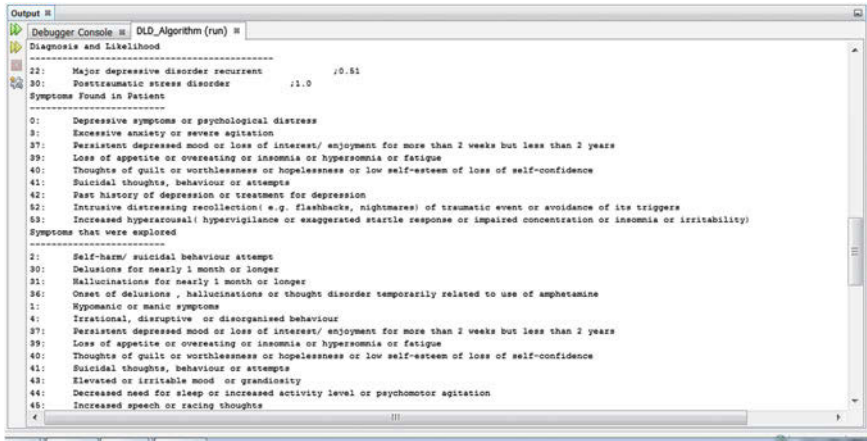 Output
Debugger Console DLD_Algorithm (run)
Diagnosis and Likelihood
--------------------------------------------
22: Major depressive disorder recurrent ;0.51
30: Posttraumatic stress disorder ;1.0
Symptoms Found in Patient
-------------------------
0: Depressive symptoms or psychological distress
3: Excessive anxiety or severe agitation
37: Persistent depressed mood or loss of interest/ enjoyment for more than 2 weeks but less than 2 years
39: Loss of appetite or overeating or insomnia or hypersomnia or fatigue
40: Thoughts of guilt or worthlessness or hopelessness or low self-esteem of loss of self-confidence
41: Suicidal thoughts, behaviour or attempts
42: Past history of depression or treatment for depression
52: Intrusive distressing recollection( e.g. flashbacks, nightmares) of traumatic event or avoidance of its triggers
53: Increased hyperarousal( hypervigilance or exaggerated startle response or impaired concentration or insomnia or irritability)
Symptoms that were explored
-------------------------
2: Self-harm/ suicidal behaviour attempt
30: Delusions for nearly 1 month or longer
31: Hallucinations for nearly 1 month or longer
36: Onset of delusions , hallucinations or thought disorder temporarily related to use of amphetamine
1: Hypomanic or manic symptoms
4: Irrational, disruptive or disorganised behaviour
37: Persistent depressed mood or loss of interest/ enjoyment for more than 2 weeks but less than 2 years
39: Loss of appetite or overeating or insomnia or hypersomnia or fatigue
40: Thoughts of guilt or worthlessness or hopelessness or low self-esteem of loss of self-confidence
41: Suicidal thoughts, behaviour or attempts
43: Elevated or irritable mood or grandiosity
44: Decreased need for sleep or increased activity level or psychomotor agitation
45: Increased speech or racing thoughts